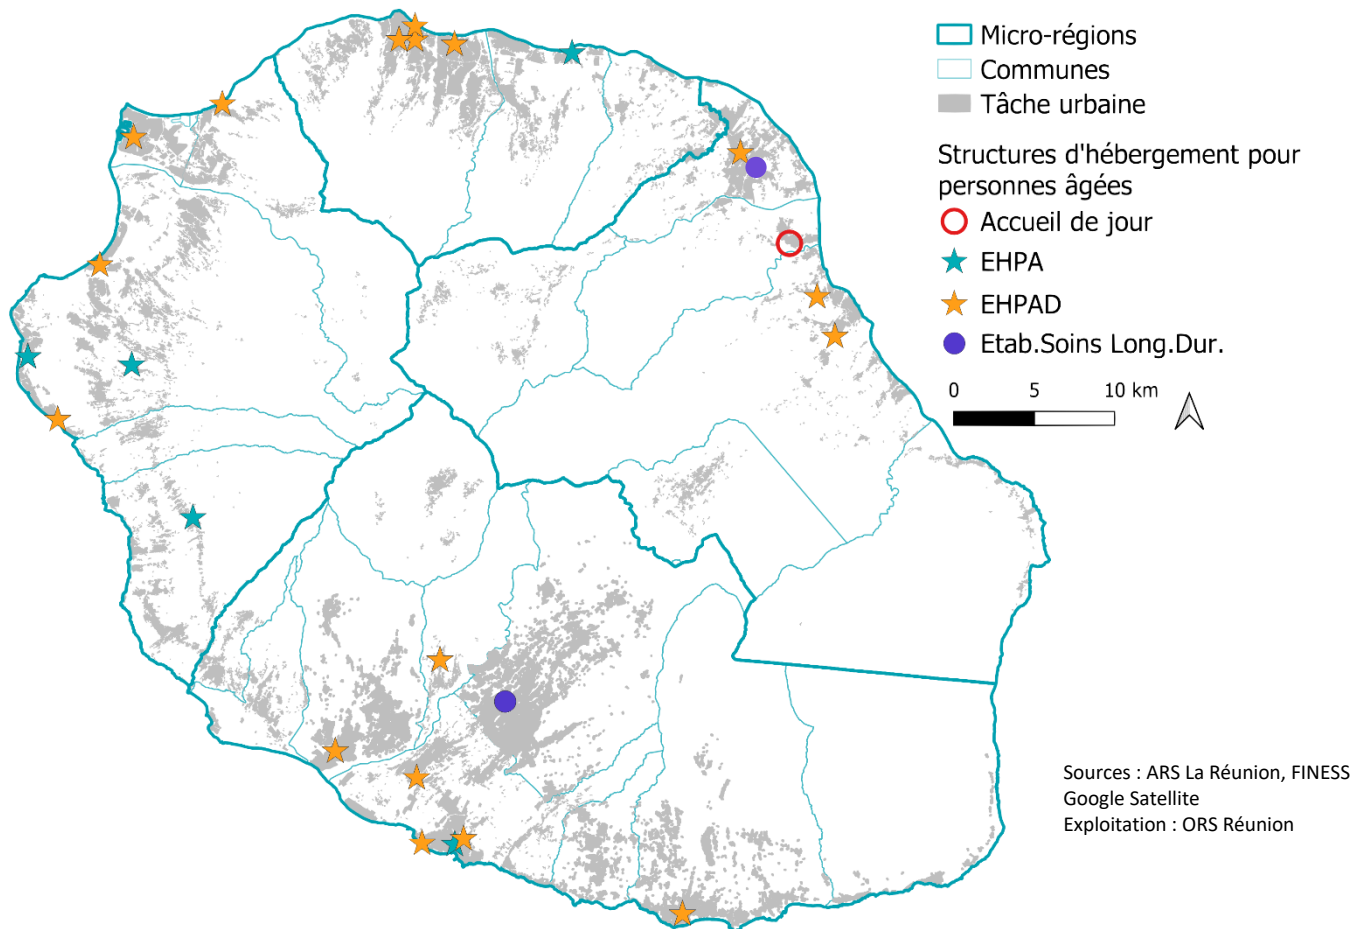 Micro-régions
Communes
Tâche urbaine
Structures d'hébergement pour
personnes âgées
Accueil de jour
EHPA
EHPAD
Etab.Soins Long.Dur.
0 5 10 km
Sources : ARS La Réunion, FINESS
Google Satellite
Exploitation : ORS Réunion